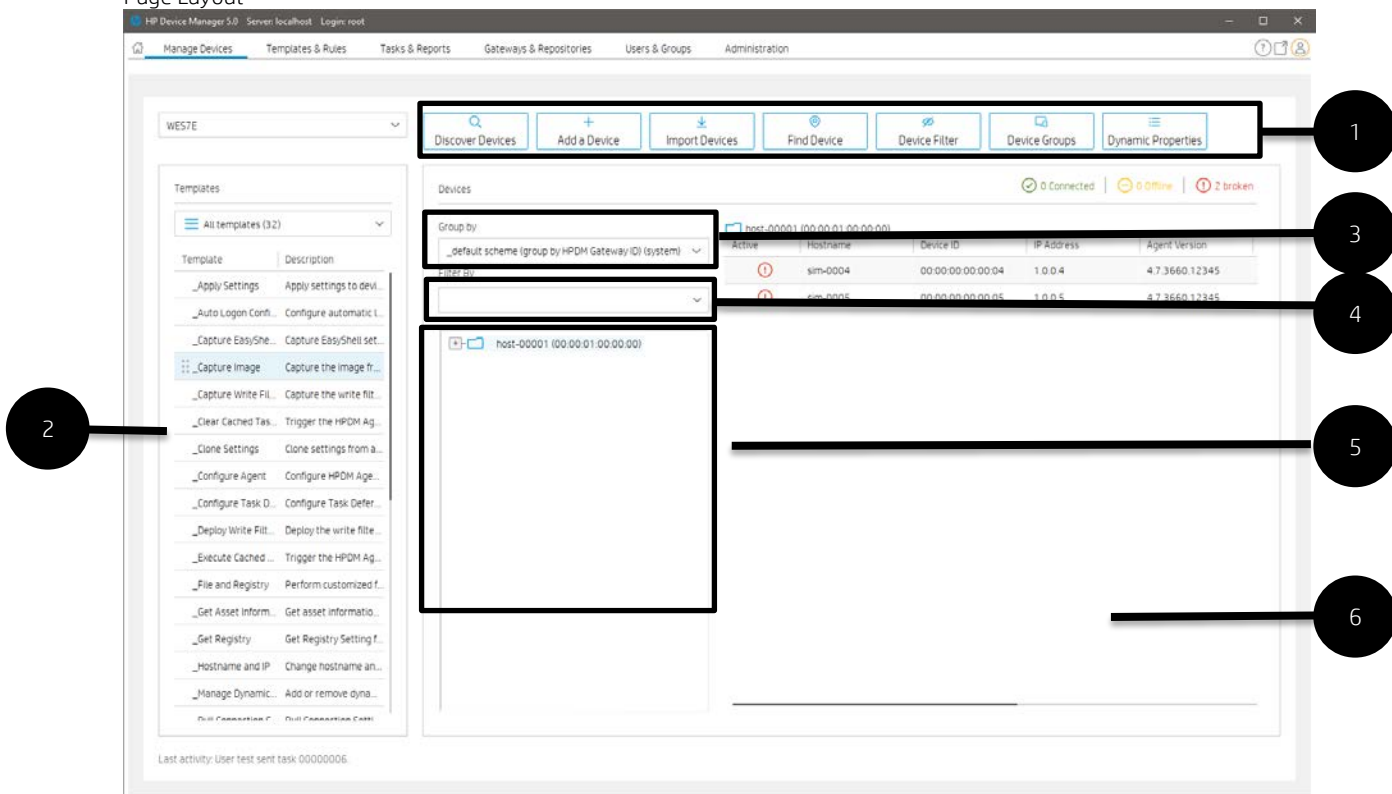 Page Layout
HP Device Manager 5.0 Server: localhost Login: root
Manage Devices Templates & Rules Tasks & Reports Gateways & Repositories Users & Groups Administration
WES7E
Discover Devices Add a Device Import Devices Find Device Device Filter Device Groups Dynamic Properties
1
Templates
All templates (32)
Template Description
_Apply Settings Apply settings to devi...
_Auto Logon Confi... Configure automatic l...
_Capture EasyShe... Capture EasyShell set...
_Capture Image Capture the image fr...
_Capture Write Fil... Capture the write filt...
_Clear Cached Tas... Trigger the HPDM Ag...
_Clone Settings Clone settings from a...
_Configure Agent Configure HPDM Age...
_Configure Task D... Configure Task Defer...
_Deploy Write Filt... Deploy the write filte...
_Execute Cached ... Trigger the HPDM Ag...
_File and Registry Perform customized f...
_Get Asset Inform... Get asset informatio...
_Get Registry Get Registry Setting f...
_Hostname and IP Change hostname an...
_Manage Dynamic... Add or remove dyna...
2
Devices
0 Connected 0 Offline 2 broken
Group by
_default scheme (group by HPDM Gateway ID) (system)
3
Filter By
4
host-00001 (00:00:01:00:00:00)
host-00001 (00:00:01:00:00:00)
Active Hostname Device ID IP Address Agent Version
sim-0004 00:00:00:00:00:04 1.0.0.4 4.7.3660.12345
sim-0005 00:00:00:00:00:05 1.0.0.5 4.7.3660.12345
5
6
Last activity: User test sent task 00000006.